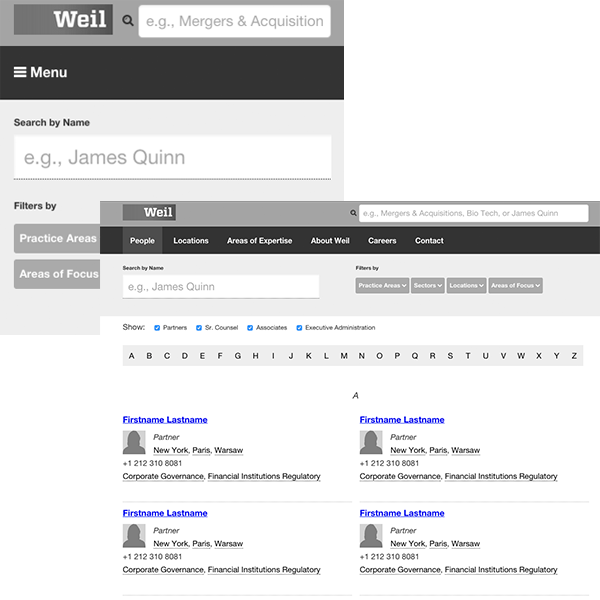 Weil
e.g., Mergers & Acquisition
Menu
Search by Name
e.g., James Quinn
Filters by
Practice Areas
Areas of Focus
Weil
e.g., Mergers & Acquisitions, Bio Tech, or James Quinn
People Locations Areas of Expertise About Weil Careers Contact
Search by Name Filters by
e.g., James Quinn Practice Areas Sectors Locations Areas of Focus
Show: Partners Sr. Counsel Associates Executive Administration
A B C D E F G H I J K L M N O P Q R S T U V W X Y Z
A
Firstname Lastname
Partner
New York, Paris, Warsaw
+1 212 310 8081
Corporate Governance, Financial Institutions Regulatory
Firstname Lastname
Partner
New York, Paris, Warsaw
+1 212 310 8081
Corporate Governance, Financial Institutions Regulatory
Firstname Lastname
Partner
New York, Paris, Warsaw
+1 212 310 8081
Corporate Governance, Financial Institutions Regulatory
Firstname Lastname
Partner
New York, Paris, Warsaw
+1 212 310 8081
Corporate Governance, Financial Institutions Regulatory